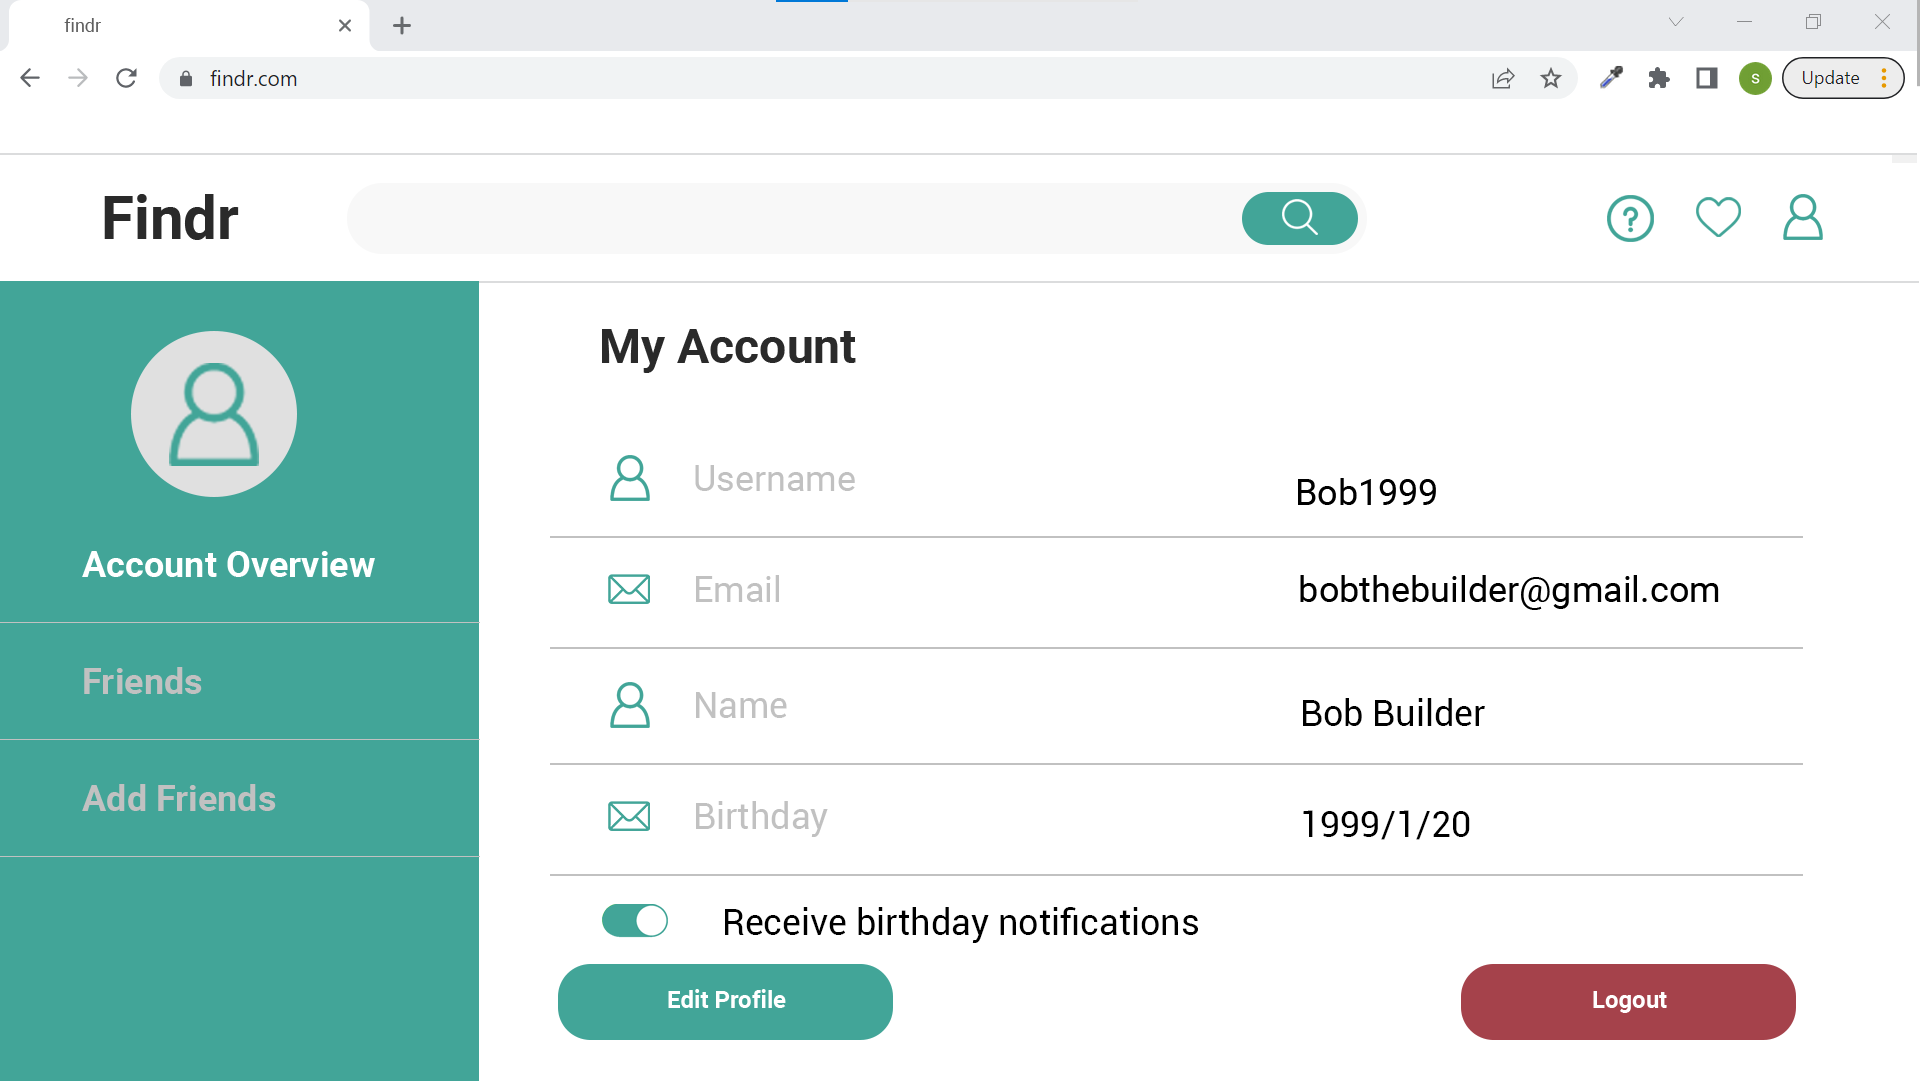 findr
findr.com
S
Update
Findr
My Account
Username
Bob1999
Account Overview
Email
bobthebuilder@gmail.com
Friends
Name
Bob Builder
Add Friends
Birthday
1999/1/20
Receive birthday notifications
Edit Profile
Logout